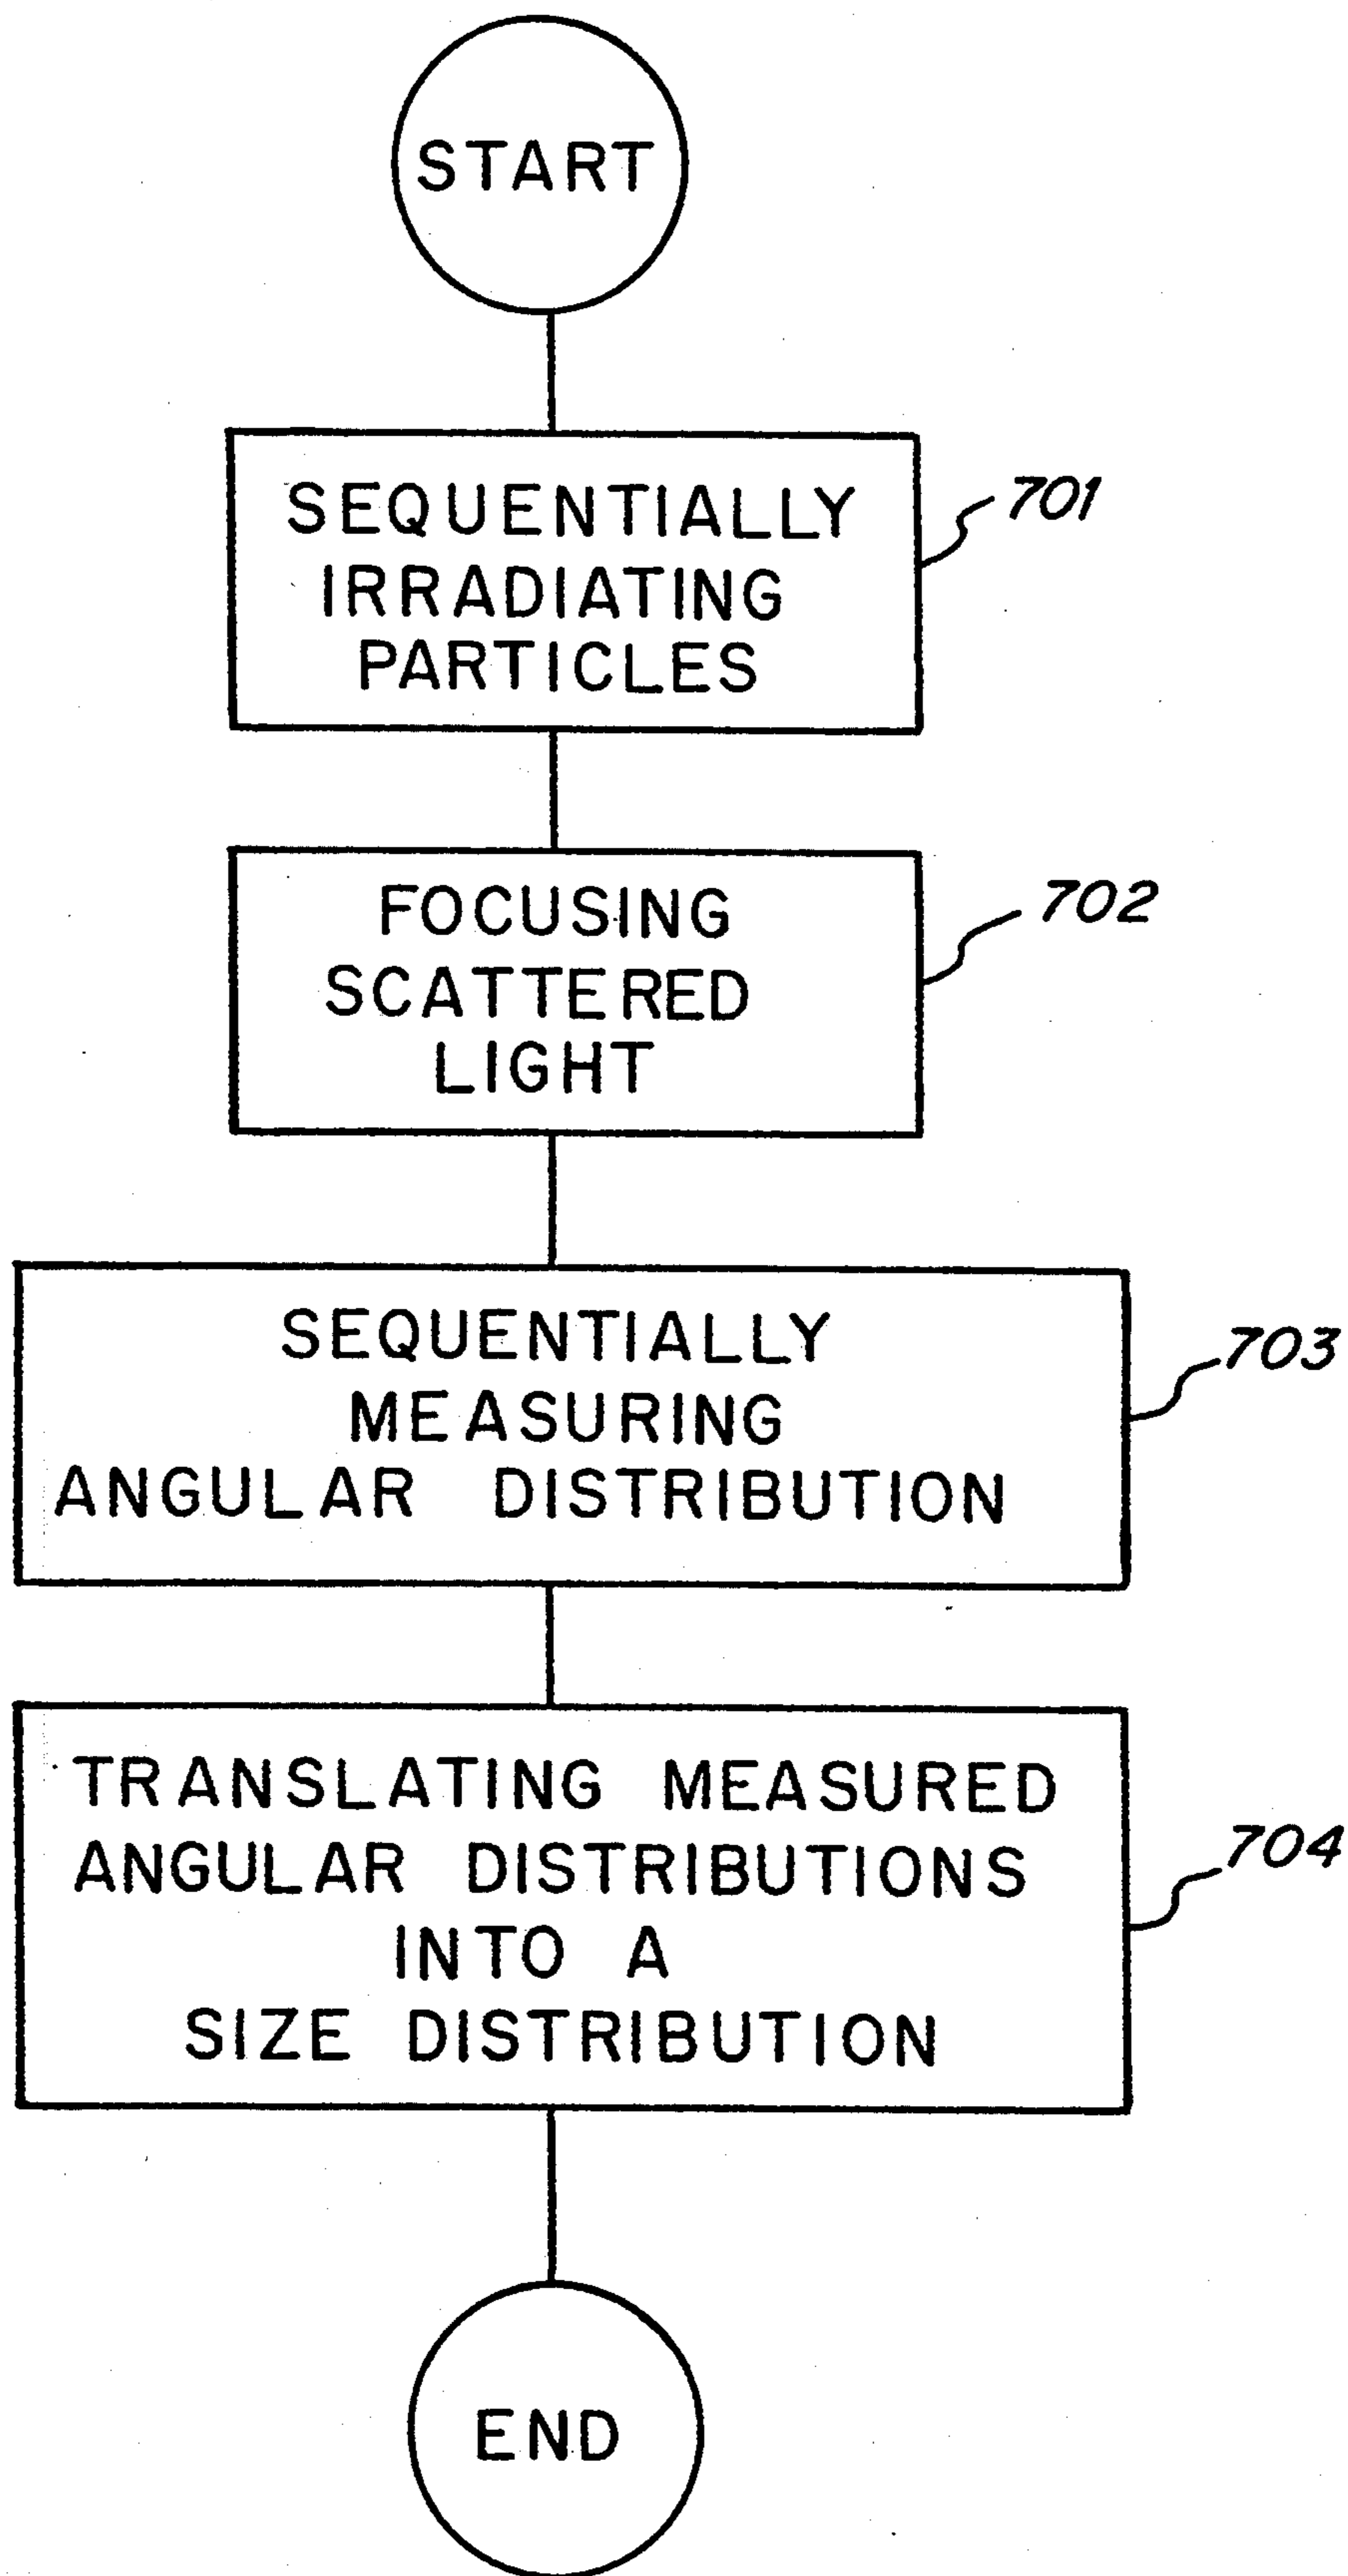 START
SEQUENTIALLY
IRRADIATING
PARTICLES
701
FOCUSING
SCATTERED
LIGHT
702
SEQUENTIALLY
MEASURING
ANGULAR DISTRIBUTION
703
TRANSLATING MEASURED
ANGULAR DISTRIBUTIONS
INTO A
SIZE DISTRIBUTION
704
END